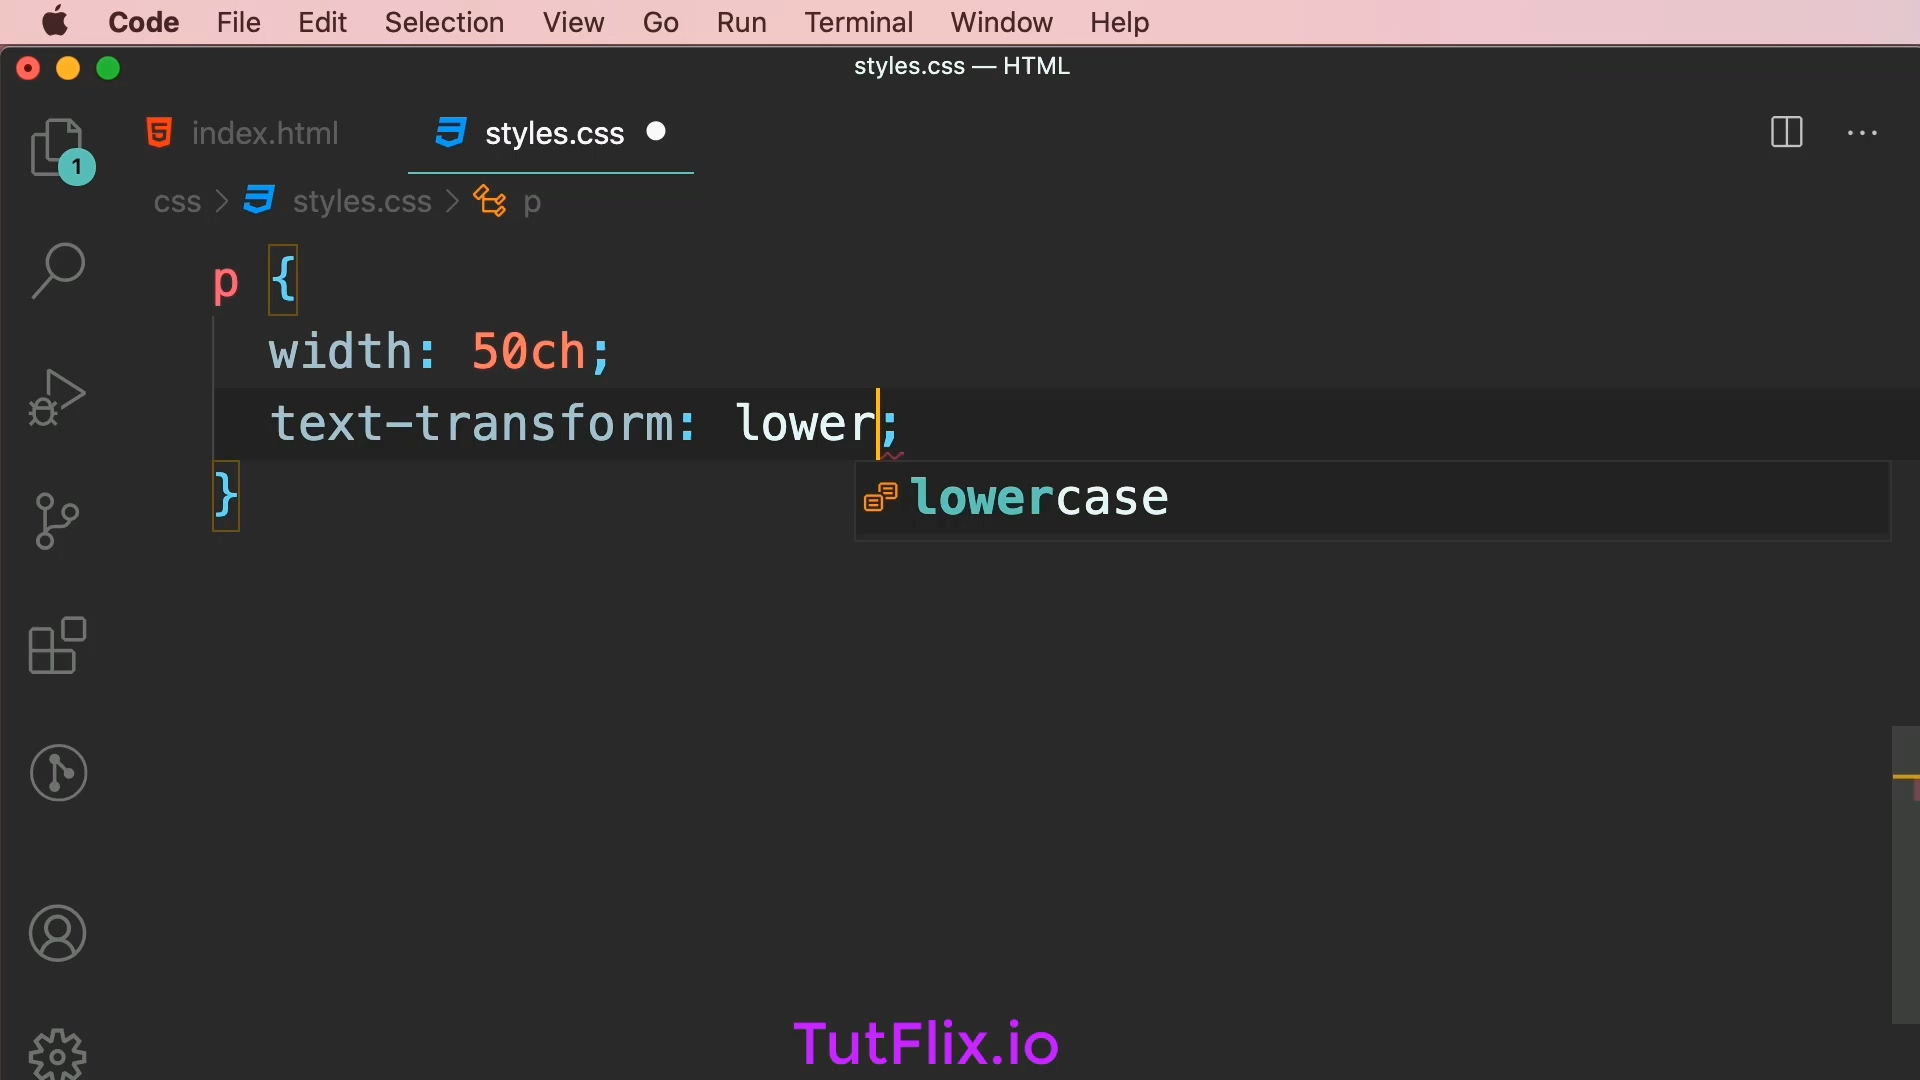 Code File Edit Selection View Go Run Terminal Window Help
styles.css — HTML
index.html styles.css
1
css > styles.css > p
p {
width: 50ch;
text-transform: lower;
}
lowercase
TutFlix.io